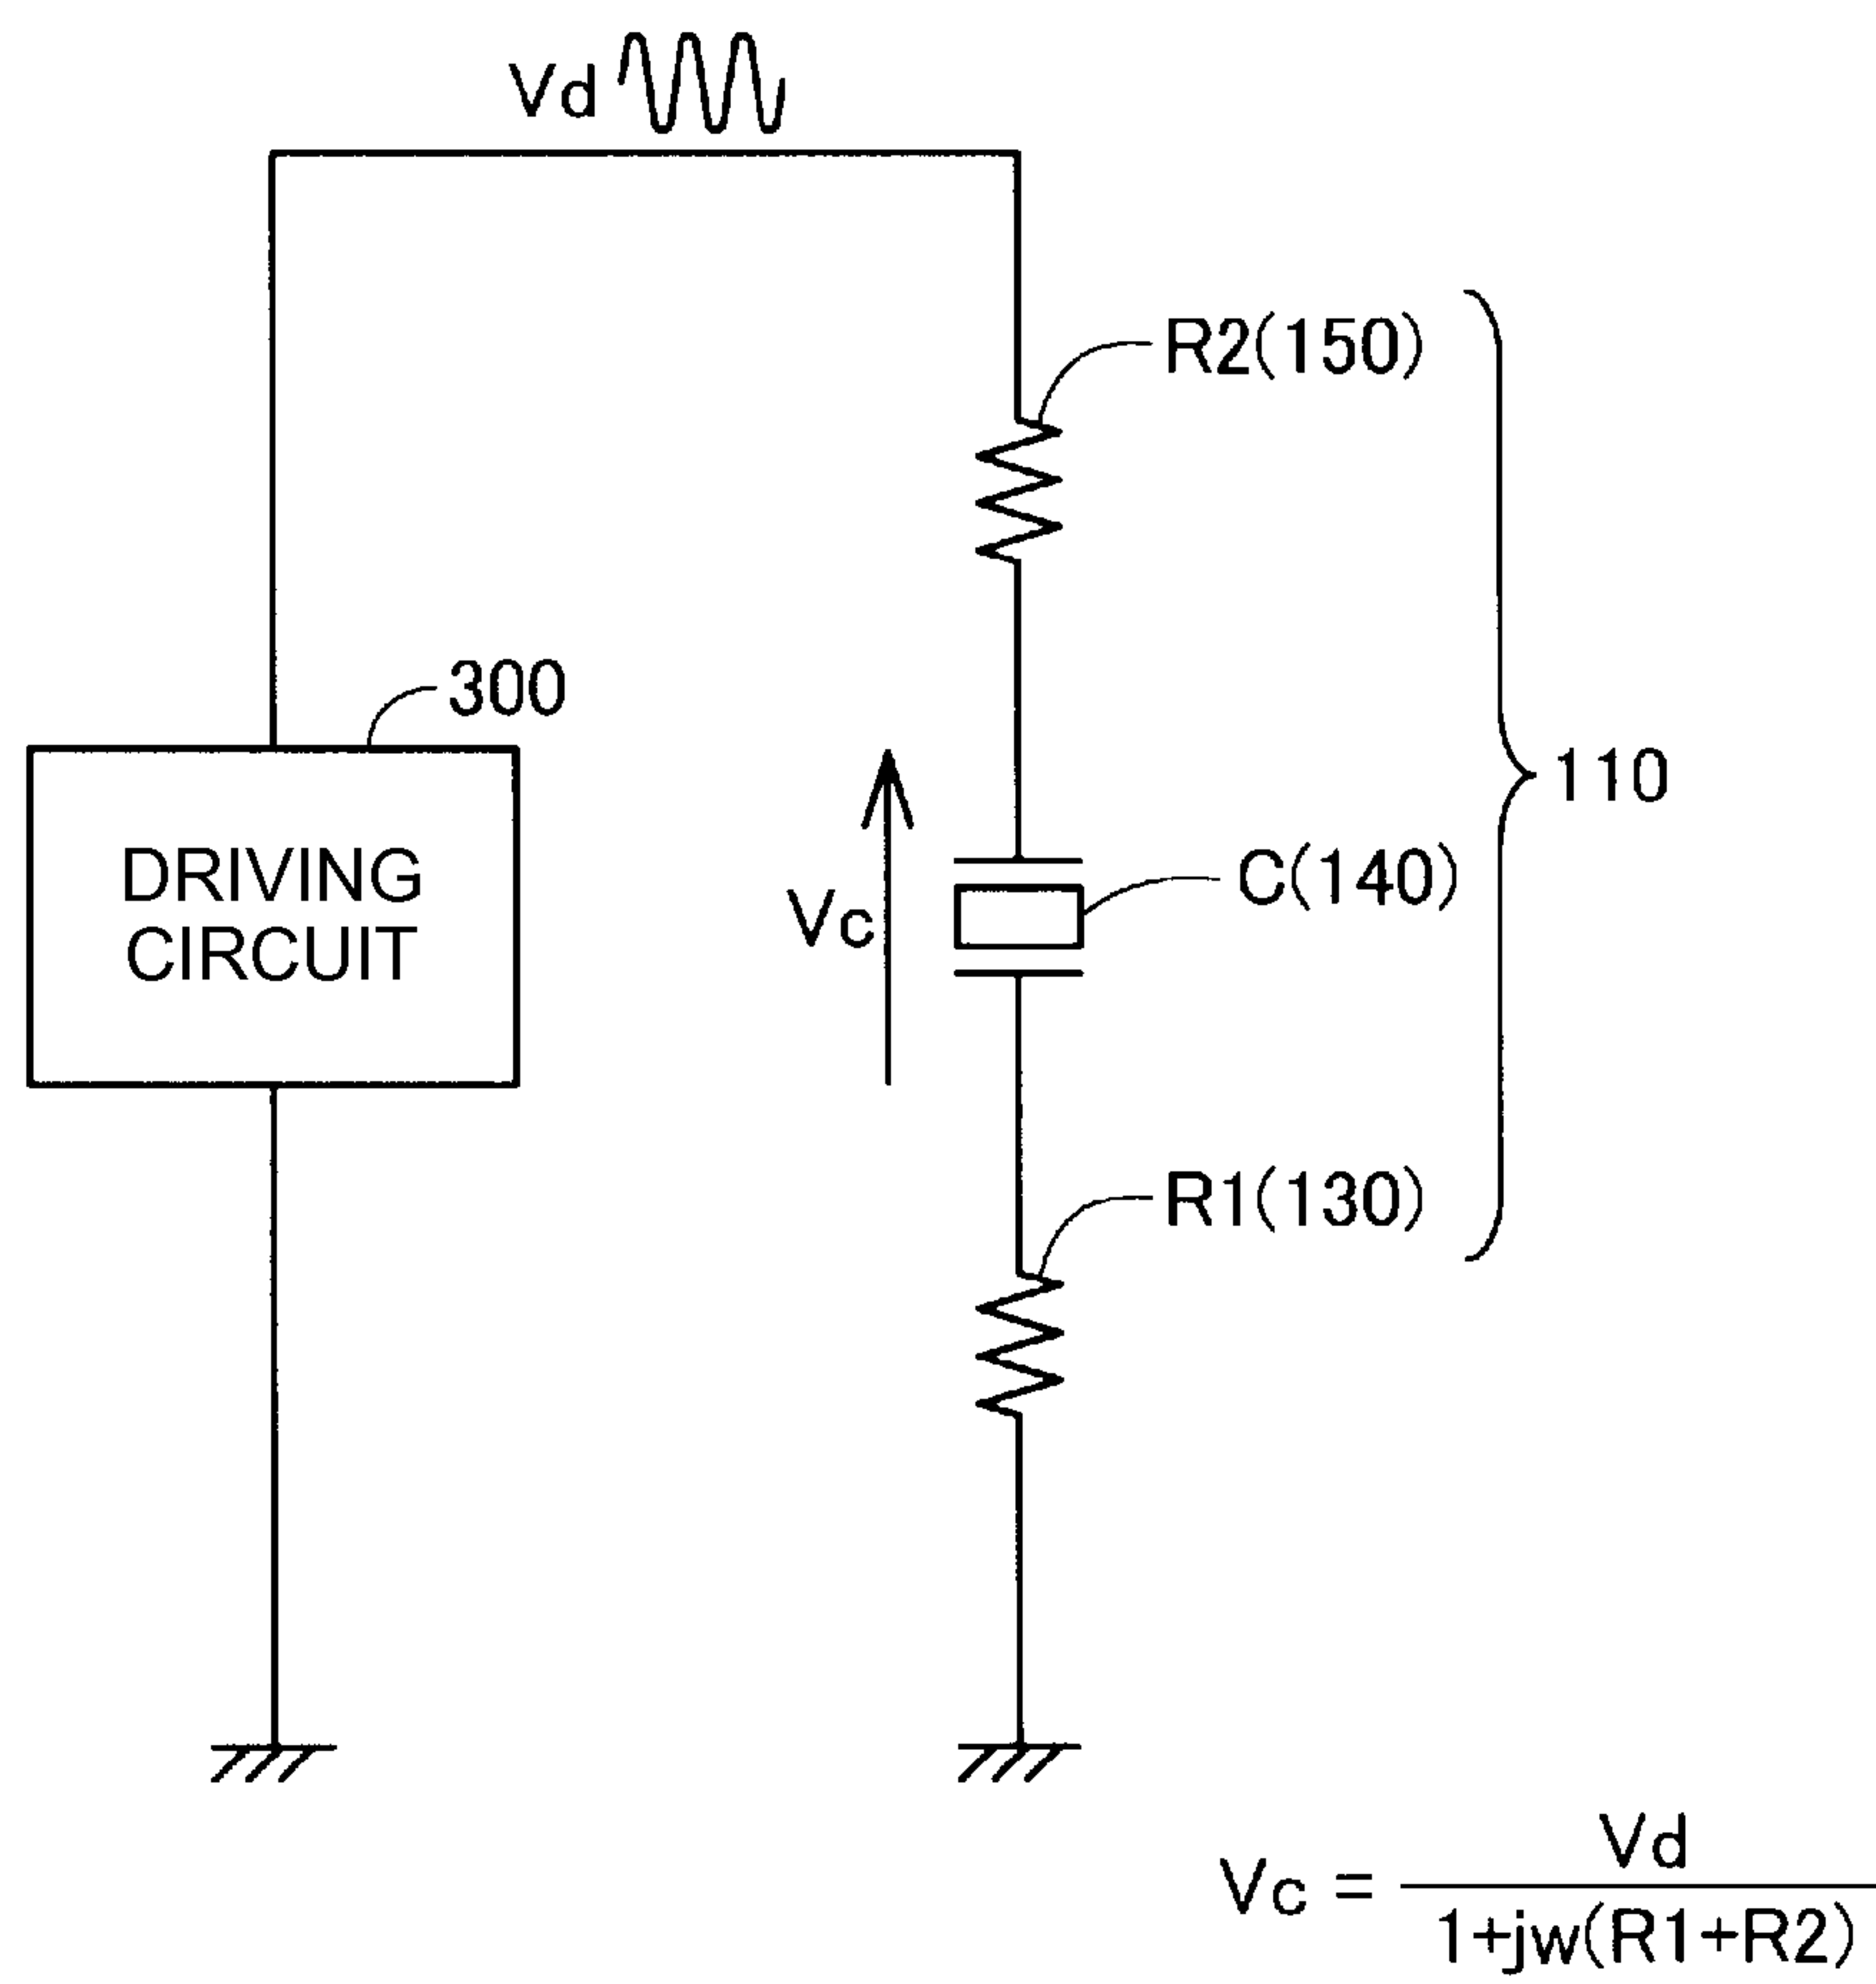 Vd
R2(150)
300
110
DRIVING
CIRCUIT
Vc
C(140)
R1(130)
Vc = Vd / 1+jw(R1+R2)